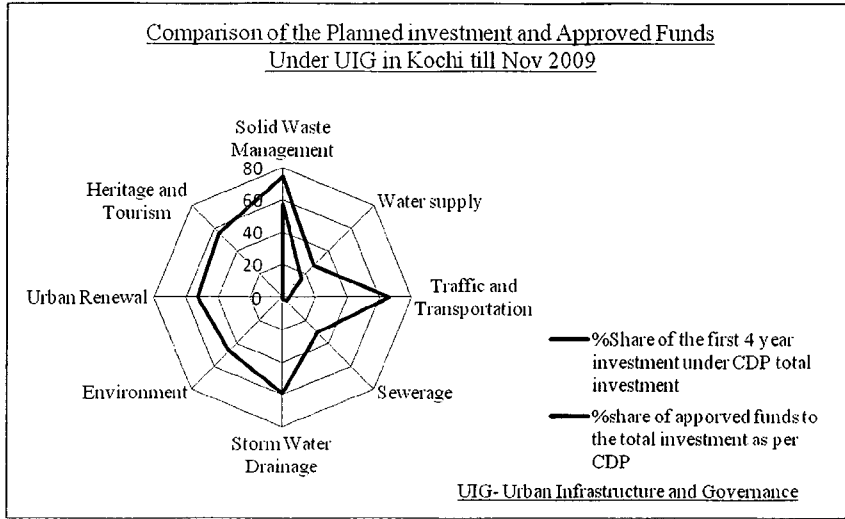 Comparison of the Planned investment and Approved Funds
Under UIG in Kochi till Nov 2009
Solid Waste
Management
80
60
40
20
0
Water supply
Traffic and
Transportation
Sewerage
Storm Water
Drainage
Environment
Urban Renewal
Heritage and
Tourism
%Share of the first 4 year
investment under CDP total
investment
%share of apporved funds to
the total investment as per
CDP
UIG- Urban Infrastructure and Governance